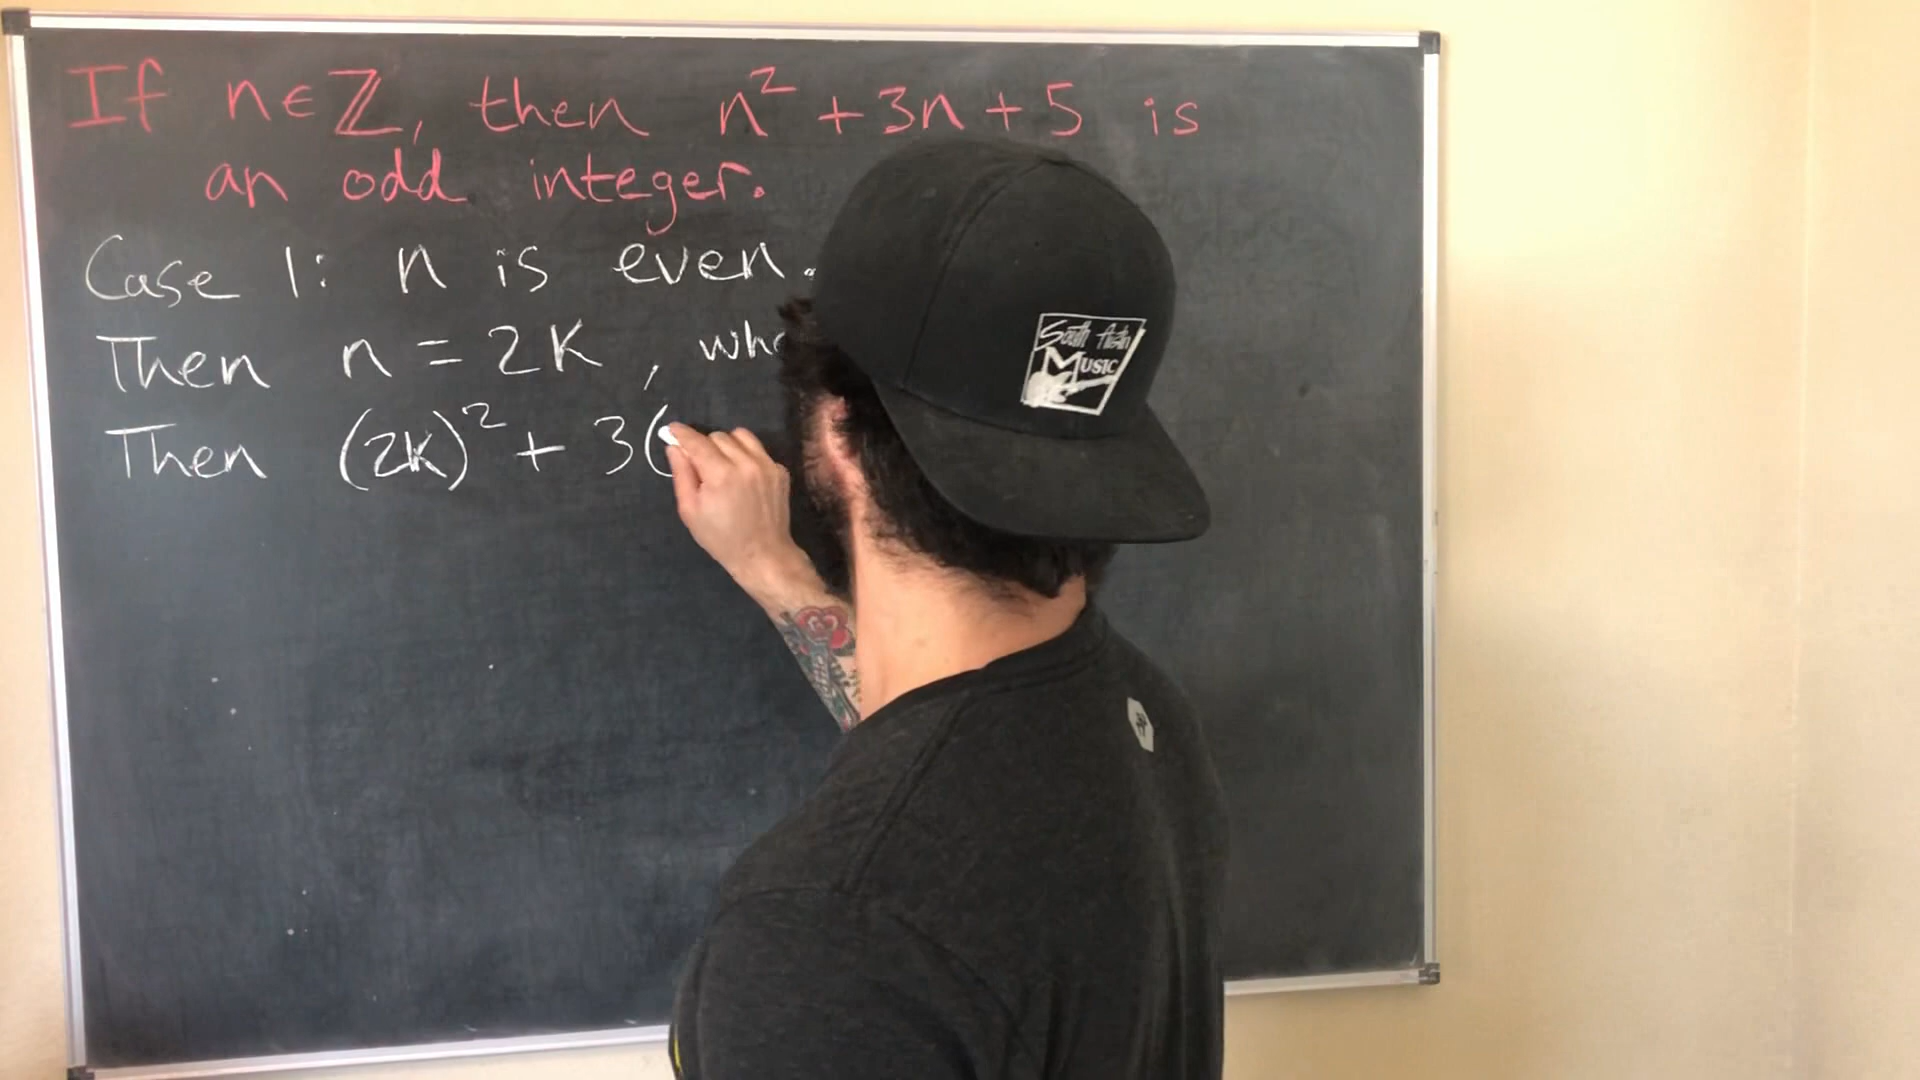 If n∈ℤ, then n² + 3n + 5 is
an odd integer.
Case 1: n is even.
Then n = 2K ,
Then (2K)² + 3(
South Austin
MUSIC